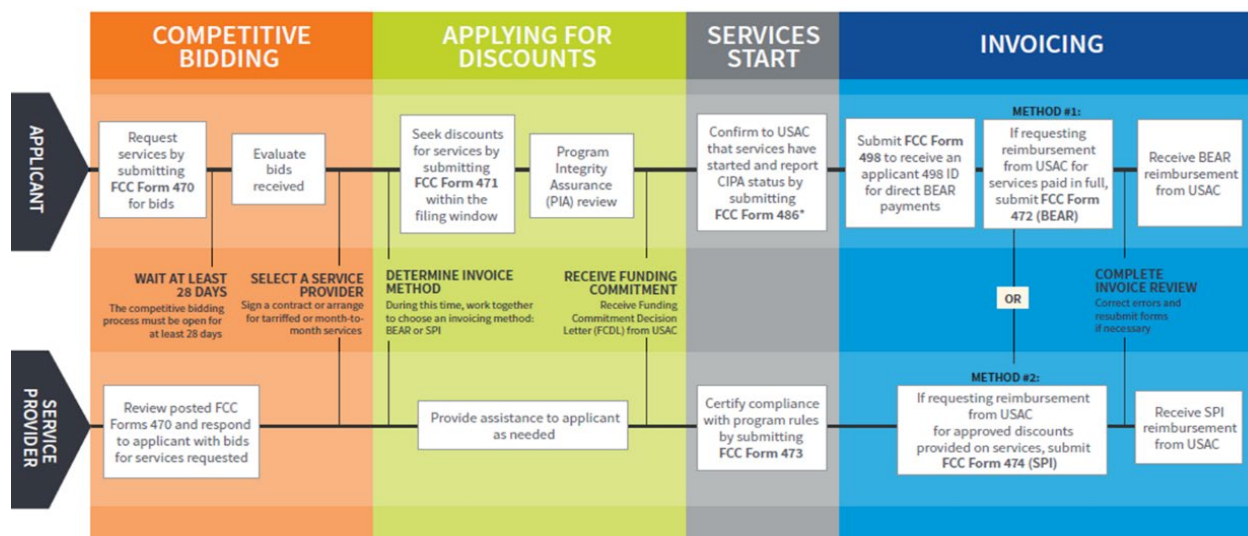 COMPETITIVE
BIDDING
APPLYING FOR
DISCOUNTS
SERVICES
START
INVOICING
APPLICANT
Request
services by
submitting
FCC Form 470
for bids
Evaluate
bids
received
Seek discounts
for services by
submitting
FCC Form 471
within the
filing window
Program
Integrity
Assurance
(PIA) review
Confirm to USAC
that services have
started and report
CIPA status by
submitting
FCC Form 486*
Submit FCC Form
498 to receive an
applicant 498 ID
for direct BEAR
payments
METHOD #1:
If requesting
reimbursement
from USAC for
services paid in full,
submit FCC Form
472 (BEAR)
Receive BEAR
reimbursement
from USAC
WAIT AT LEAST
28 DAYS
The competitive bidding
process must be open for
at least 28 days
SELECT A SERVICE
PROVIDER
Sign a contract or arrange
for tarriffed or month-to-
month services
DETERMINE INVOICE
METHOD
During this time, work together
to choose an invoicing method:
BEAR or SPI
RECEIVE FUNDING
COMMITMENT
Receive Funding
Commitment Decision
Letter (FCDL) from USAC
OR
COMPLETE
INVOICE REVIEW
Correct errors and
resubmit forms
if necessary
SERVICE
PROVIDER
Review posted FCC
Forms 470 and respond
to applicant with bids
for services requested
Provide assistance to applicant
as needed
Certify compliance
with program rules
by submitting
FCC Form 473
METHOD #2:
If requesting reimbursement
from USAC
for approved discounts
provided on services, submit
FCC Form 474 (SPI)
Receive SPI
reimbursement
from USAC